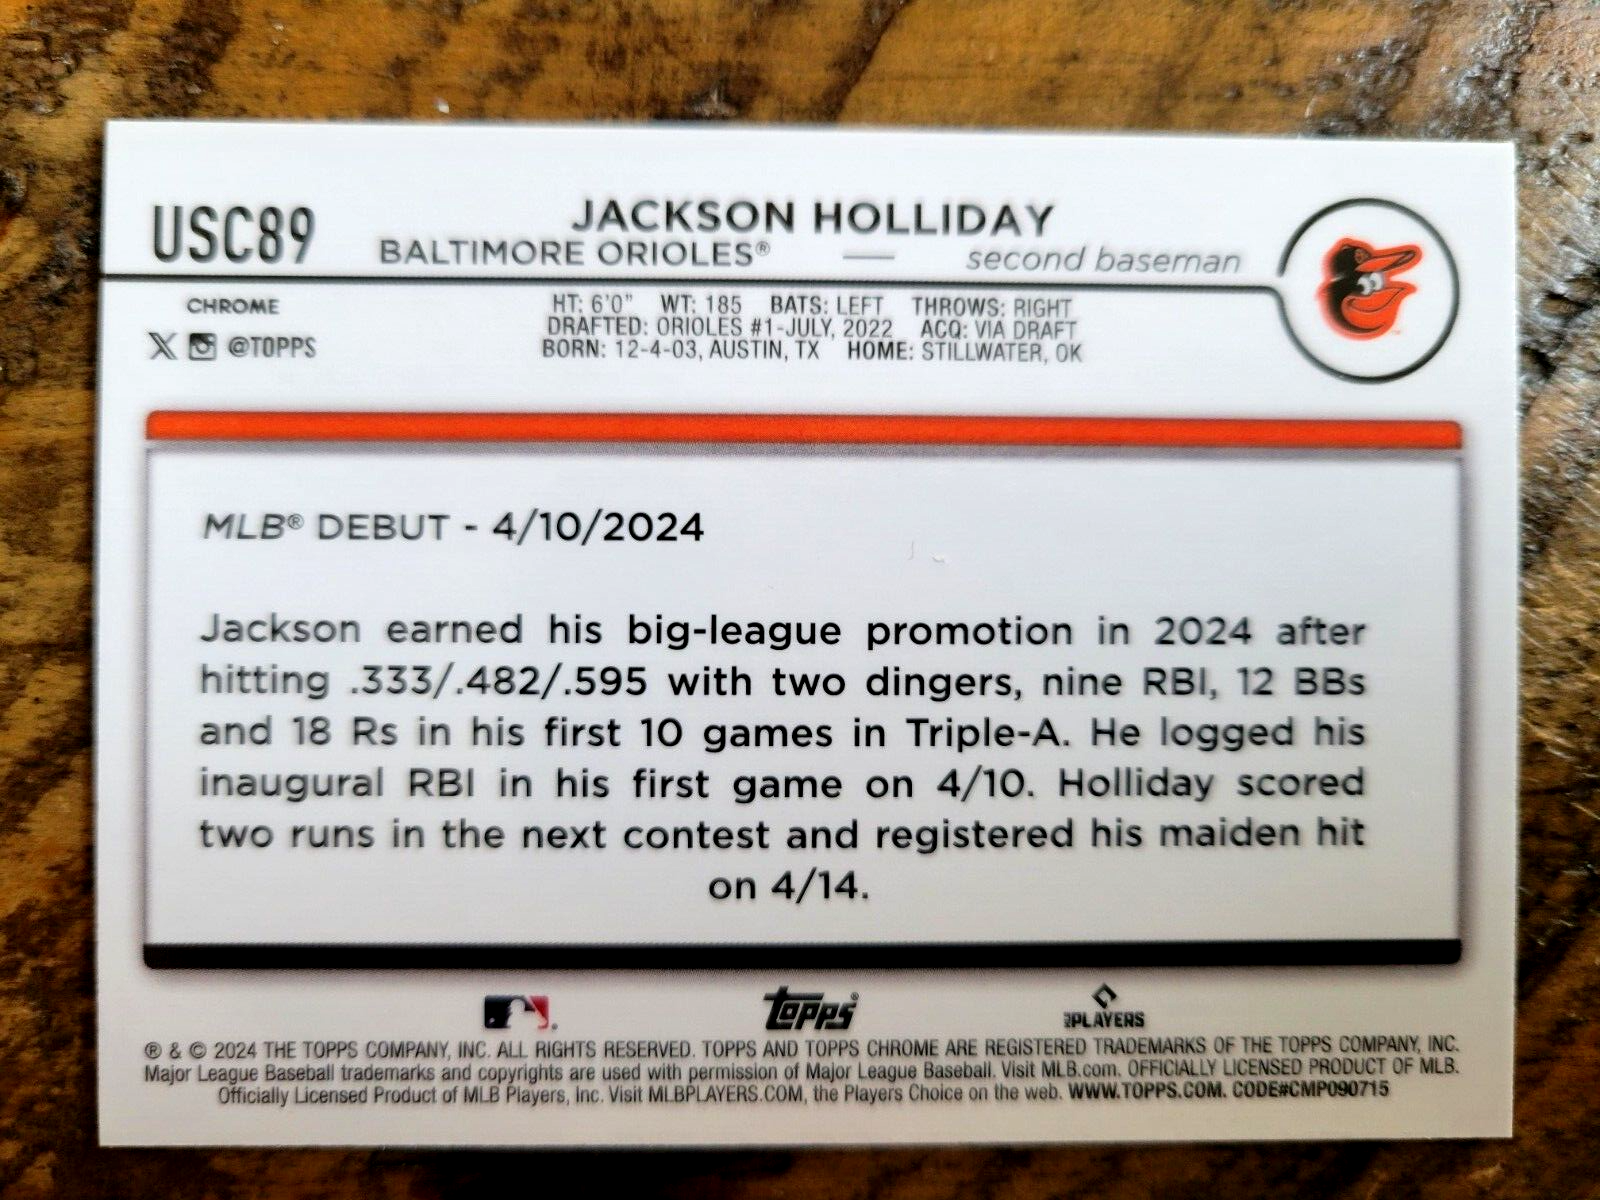 USC89
JACKSON HOLLIDAY
BALTIMORE ORIOLES® — second baseman
CHROME
X @TOPPS
HT: 6'0" WT: 185 BATS: LEFT THROWS: RIGHT
DRAFTED: ORIOLES #1-JULY, 2022 ACQ: VIA DRAFT
BORN: 12-4-03, AUSTIN, TX HOME: STILLWATER, OK
MLB® DEBUT - 4/10/2024
Jackson earned his big-league promotion in 2024 after
hitting .333/.482/.595 with two dingers, nine RBI, 12 BBs
and 18 Rs in his first 10 games in Triple-A. He logged his
inaugural RBI in his first game on 4/10. Holliday scored
two runs in the next contest and registered his maiden hit
on 4/14.
topps®
PLAYERS
® & © 2024 THE TOPPS COMPANY, INC. ALL RIGHTS RESERVED. TOPPS AND TOPPS CHROME ARE REGISTERED TRADEMARKS OF THE TOPPS COMPANY, INC.
Major League Baseball trademarks and copyrights are used with permission of Major League Baseball. Visit MLB.com. OFFICIALLY LICENSED PRODUCT OF MLB.
Officially Licensed Product of MLB Players, Inc. Visit MLBPLAYERS.COM, the Players Choice on the web. WWW.TOPPS.COM. CODE#CMP090715